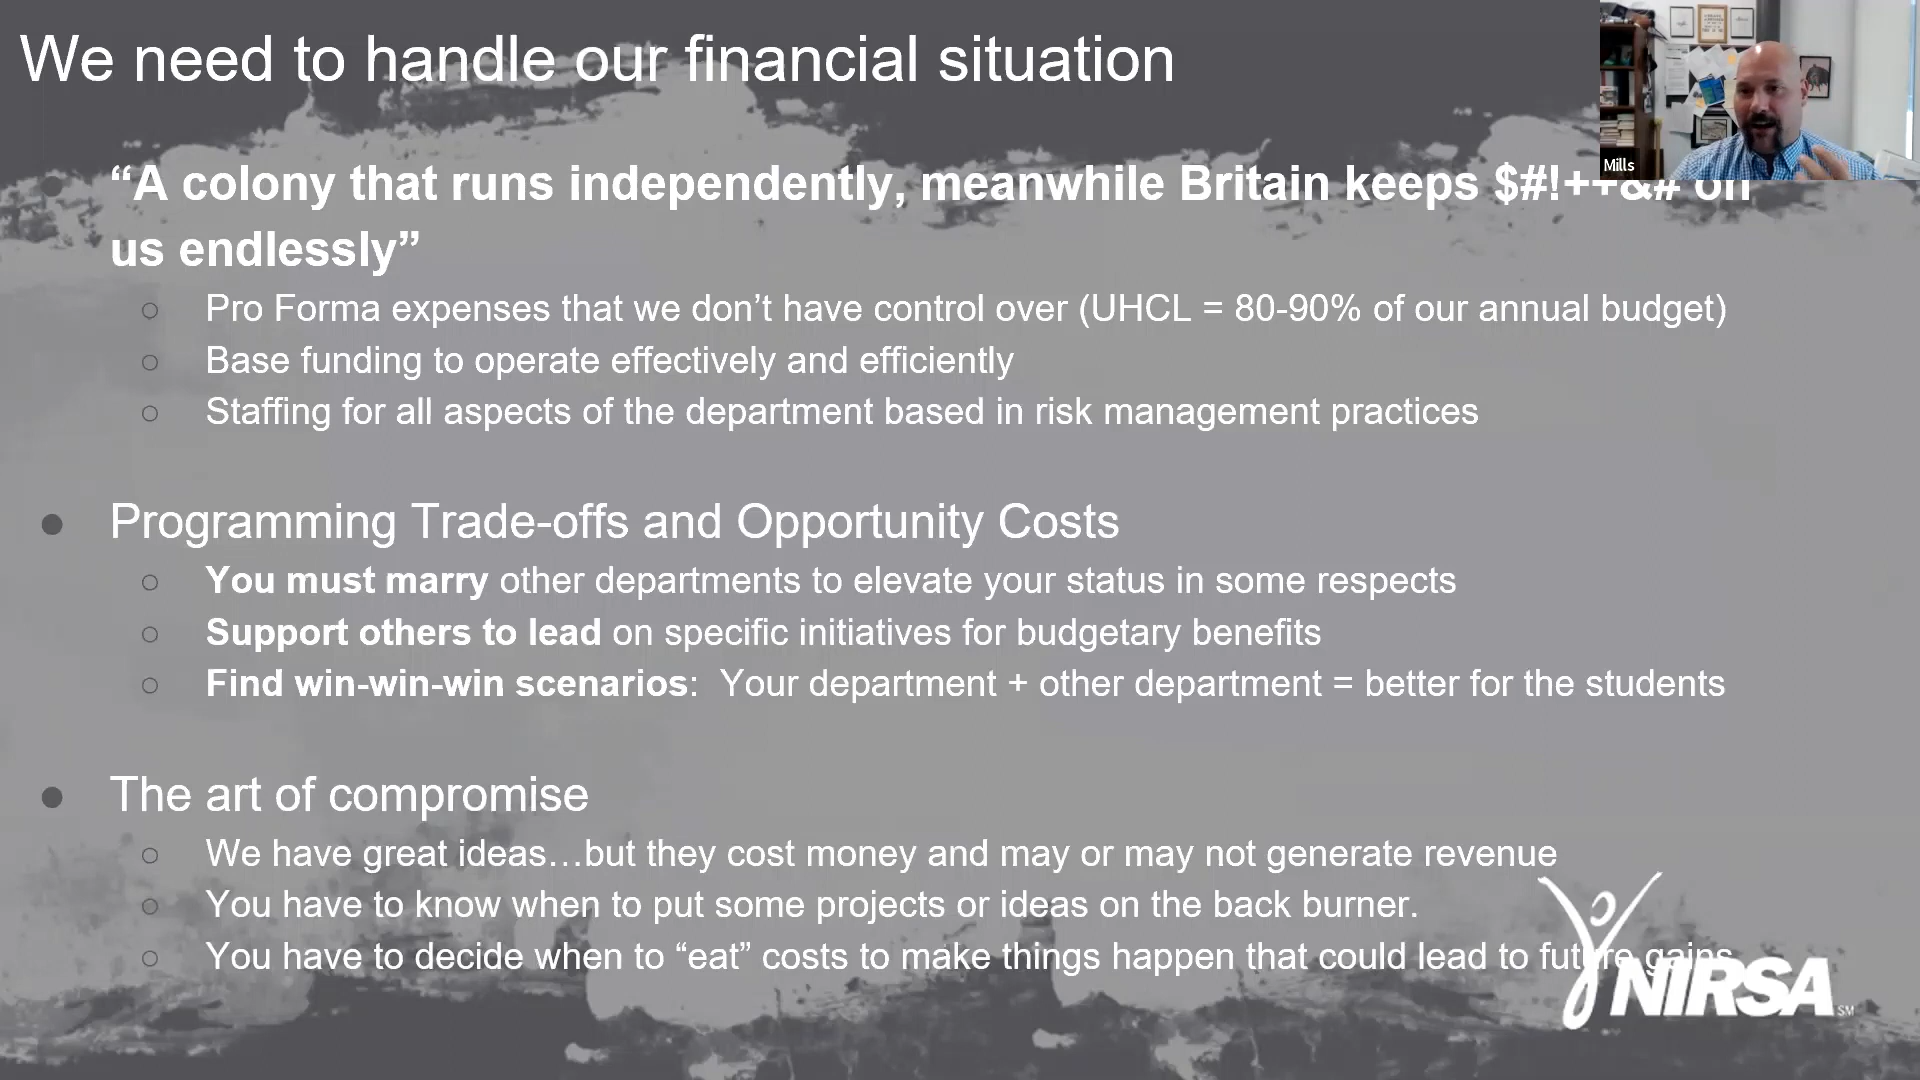 We need to handle our financial situation
Mills
“A colony that runs independently, meanwhile Britain keeps $#!++&# on
us endlessly”
Pro Forma expenses that we don’t have control over (UHCL = 80-90% of our annual budget)
Base funding to operate effectively and efficiently
Staffing for all aspects of the department based in risk management practices
Programming Trade-offs and Opportunity Costs
You must marry other departments to elevate your status in some respects
Support others to lead on specific initiatives for budgetary benefits
Find win-win-win scenarios:  Your department + other department = better for the students
The art of compromise
We have great ideas…but they cost money and may or may not generate revenue
You have to know when to put some projects or ideas on the back burner.
You have to decide when to “eat” costs to make things happen that could lead to future gains
NIRSA SM